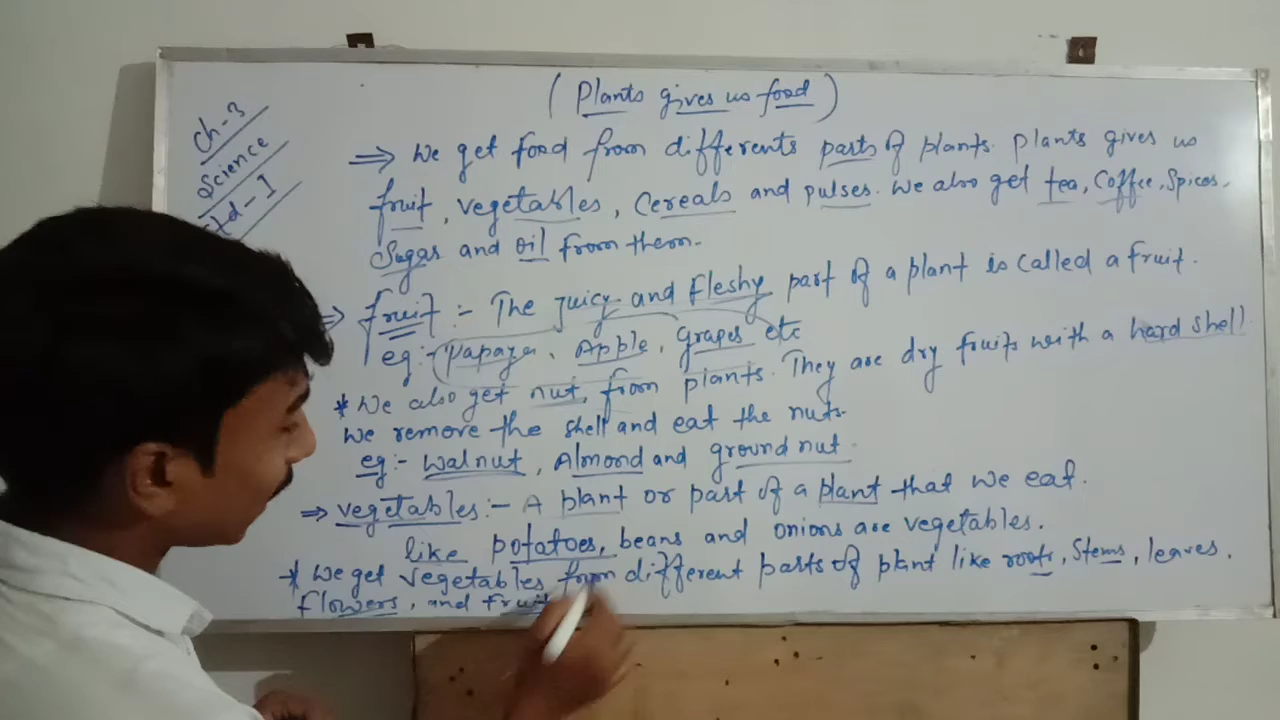 (Plants gives us food)
Ch-3
Science
Std-I
⇒ We get food from differents parts of plants. Plants gives us
fruit, vegetables, Cereals and pulses. We also get tea, Coffee, Spices,
Sugar and oil from them.
⇒ fruit :- The Juicy and Fleshy part of a plant is called a fruit.
eg:- Papaya, Apple, grapes etc
* We also get nut, from plants. They are dry fruits with a hard shell
We remove the shell and eat the nuts.
eg:- Walnut, Almond and ground nut.
⇒ vegetables:- A plant or part of a plant that we eat.
like potatoes, beans and onions are vegetables.
* We get vegetables from different parts of plant like roots, Stems, leaves,
flowers, and fruit